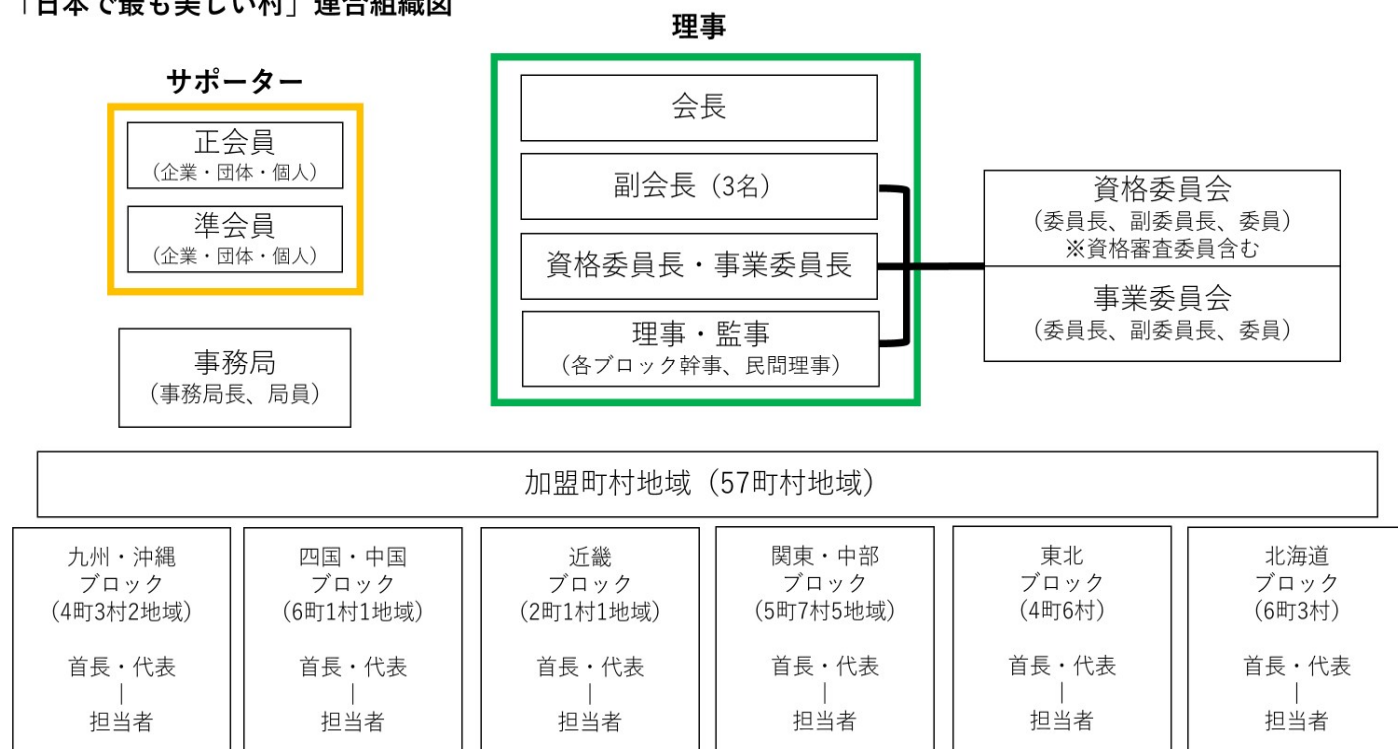 「日本で最も美しい村」連合組織図
理事
サポーター
正会員
（企業・団体・個人）
準会員
（企業・団体・個人）
事務局
（事務局長、局員）
会長
副会長（3名）
資格委員長・事業委員長
理事・監事
（各ブロック幹事、民間理事）
資格委員会
（委員長、副委員長、委員）
※資格審査委員含む
事業委員会
（委員長、副委員長、委員）
加盟町村地域（57町村地域）
九州・沖縄
ブロック
(4町3村2地域)
首長・代表
｜
担当者
四国・中国
ブロック
(6町1村1地域)
首長・代表
｜
担当者
近畿
ブロック
(2町1村1地域)
首長・代表
｜
担当者
関東・中部
ブロック
(5町7村5地域)
首長・代表
｜
担当者
東北
ブロック
(4町6村)
首長・代表
｜
担当者
北海道
ブロック
(6町3村)
首長・代表
｜
担当者